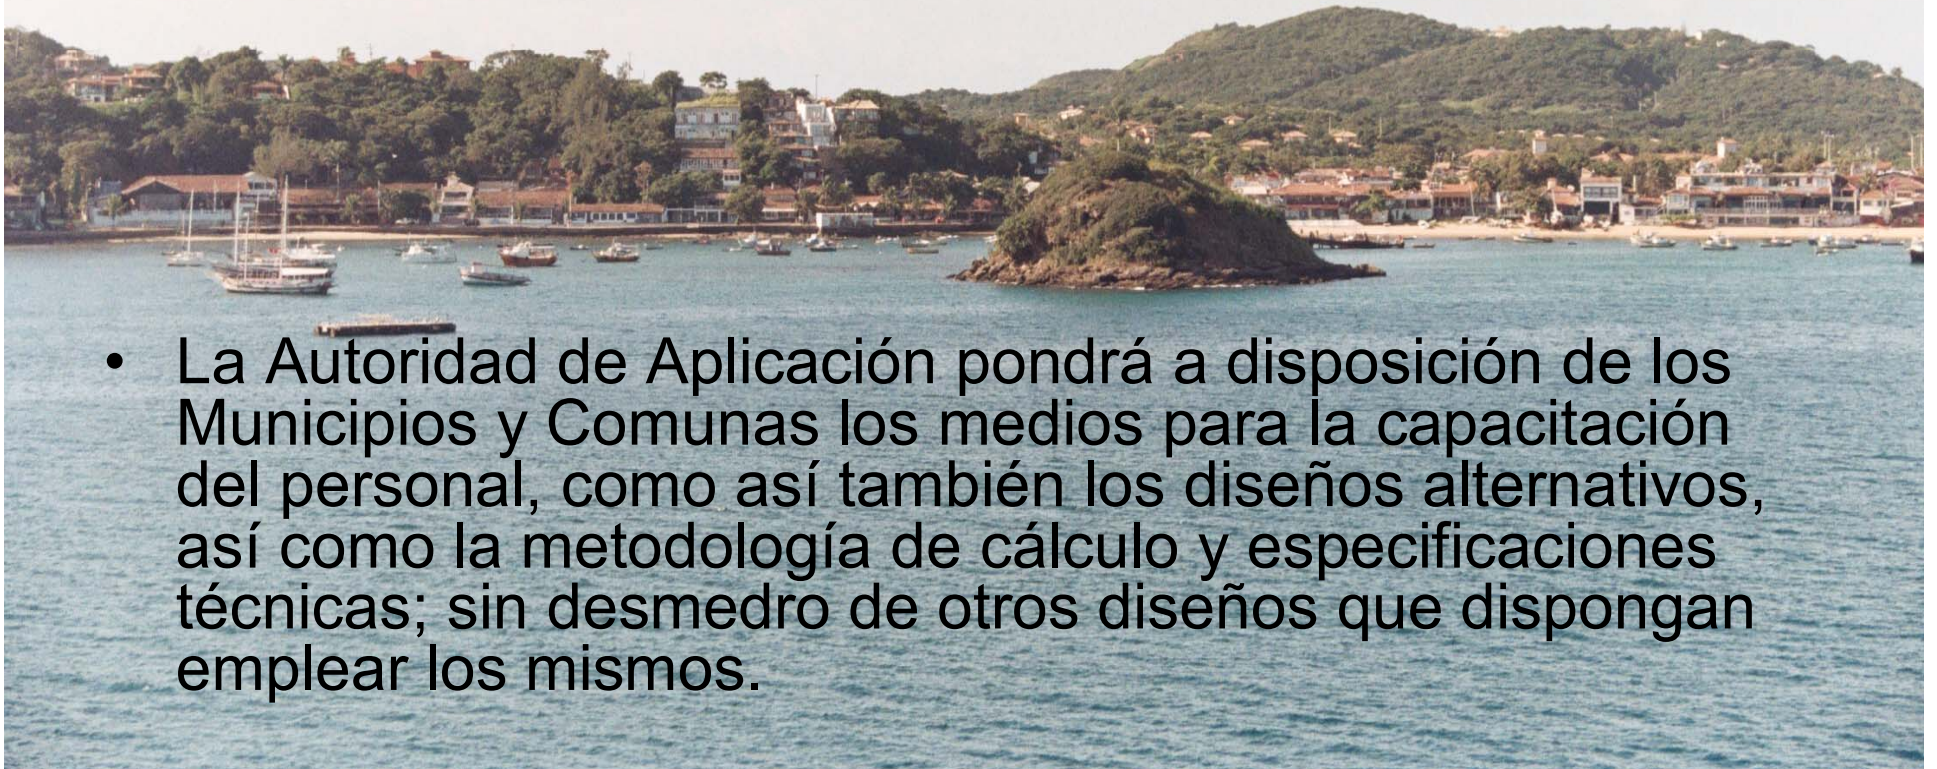 • La Autoridad de Aplicación pondrá a disposición de los
Municipios y Comunas los medios para la capacitación
del personal, como así también los diseños alternativos,
así como la metodología de cálculo y especificaciones
técnicas; sin desmedro de otros diseños que dispongan
emplear los mismos.